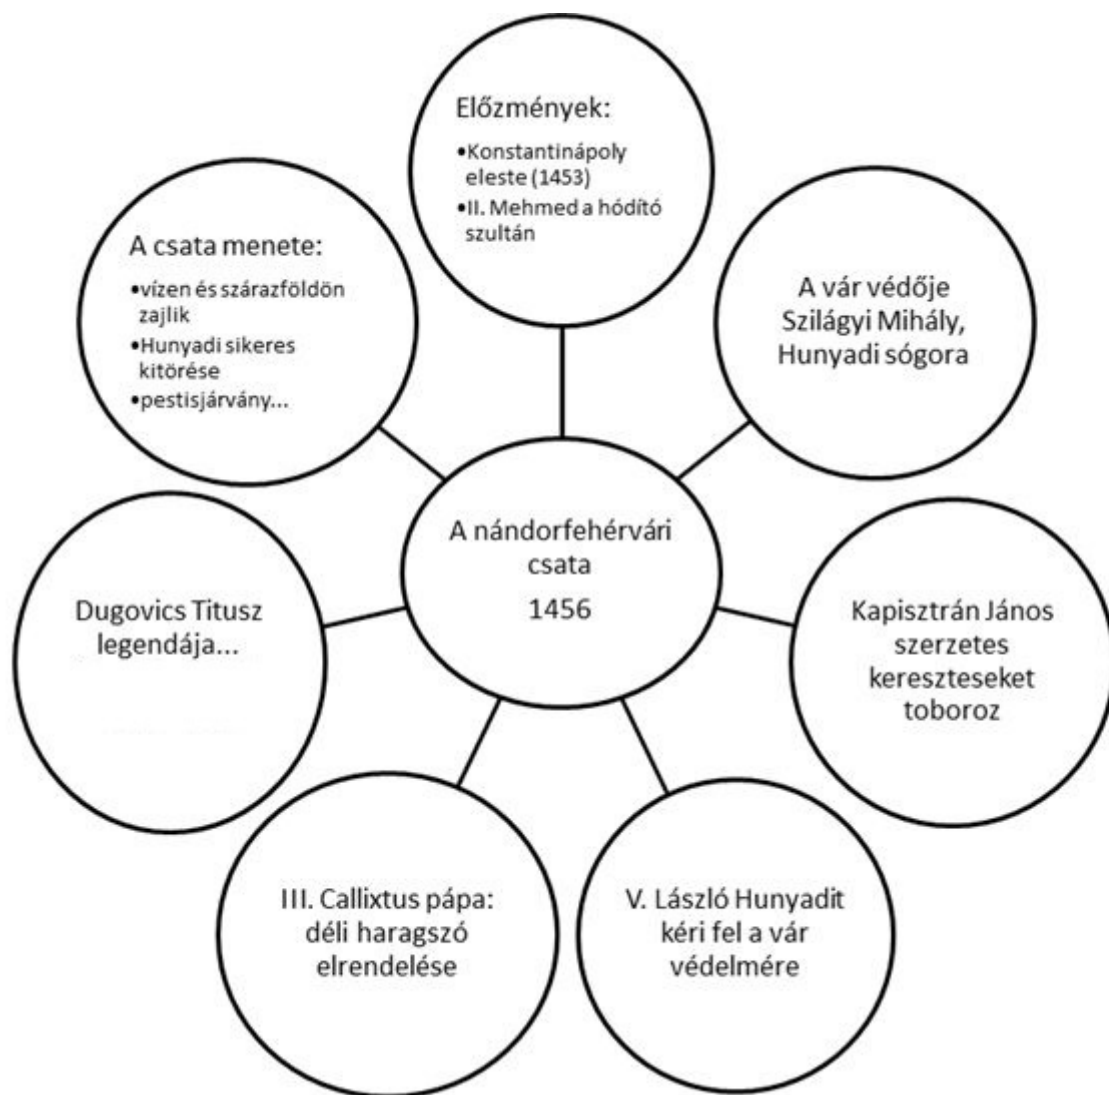 Előzmények:
•Konstantinápoly
eleste (1453)
•II. Mehmed a hódító
szultán
A vár védője
Szilágyi Mihály,
Hunyadi sógora
Kapisztrán János
szerzetes
kereszteseket
toboroz
V. László Hunyadit
kéri fel a vár
védelmére
III. Callixtus pápa:
déli haragszó
elrendelése
Dugovics Titusz
legendája...
A csata menete:
•vízen és szárazföldön
zajlik
•Hunyadi sikeres
kitörése
•pestisjárvány...
A nándorfehérvári
csata
1456